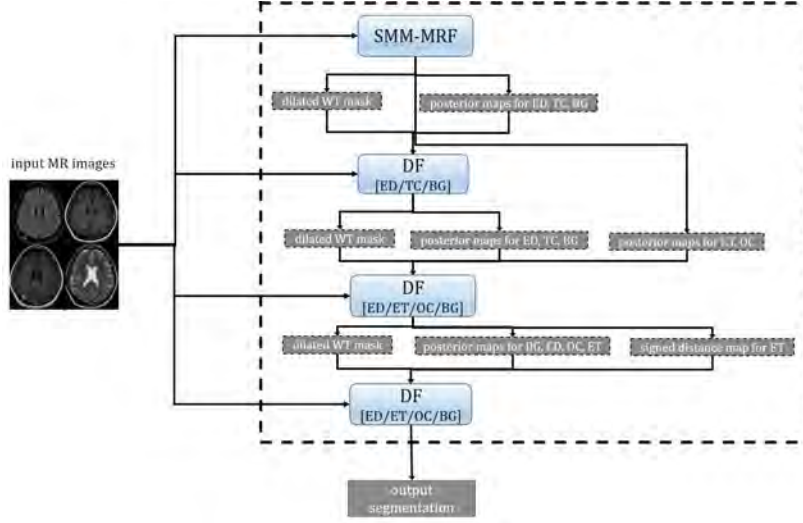 SMM-MRF
dilated WT mask
posterior maps for ED, TC, BG
input MR images
DF
[ED/TC/BG]
dilated WT mask
posterior maps for ED, TC, BG
posterior maps for ET, OC
DF
[ED/ET/OC/BG]
dilated WT mask
posterior maps for BG, ED, OC, ET
signed distance map for ET
DF
[ED/ET/OC/BG]
output
segmentation